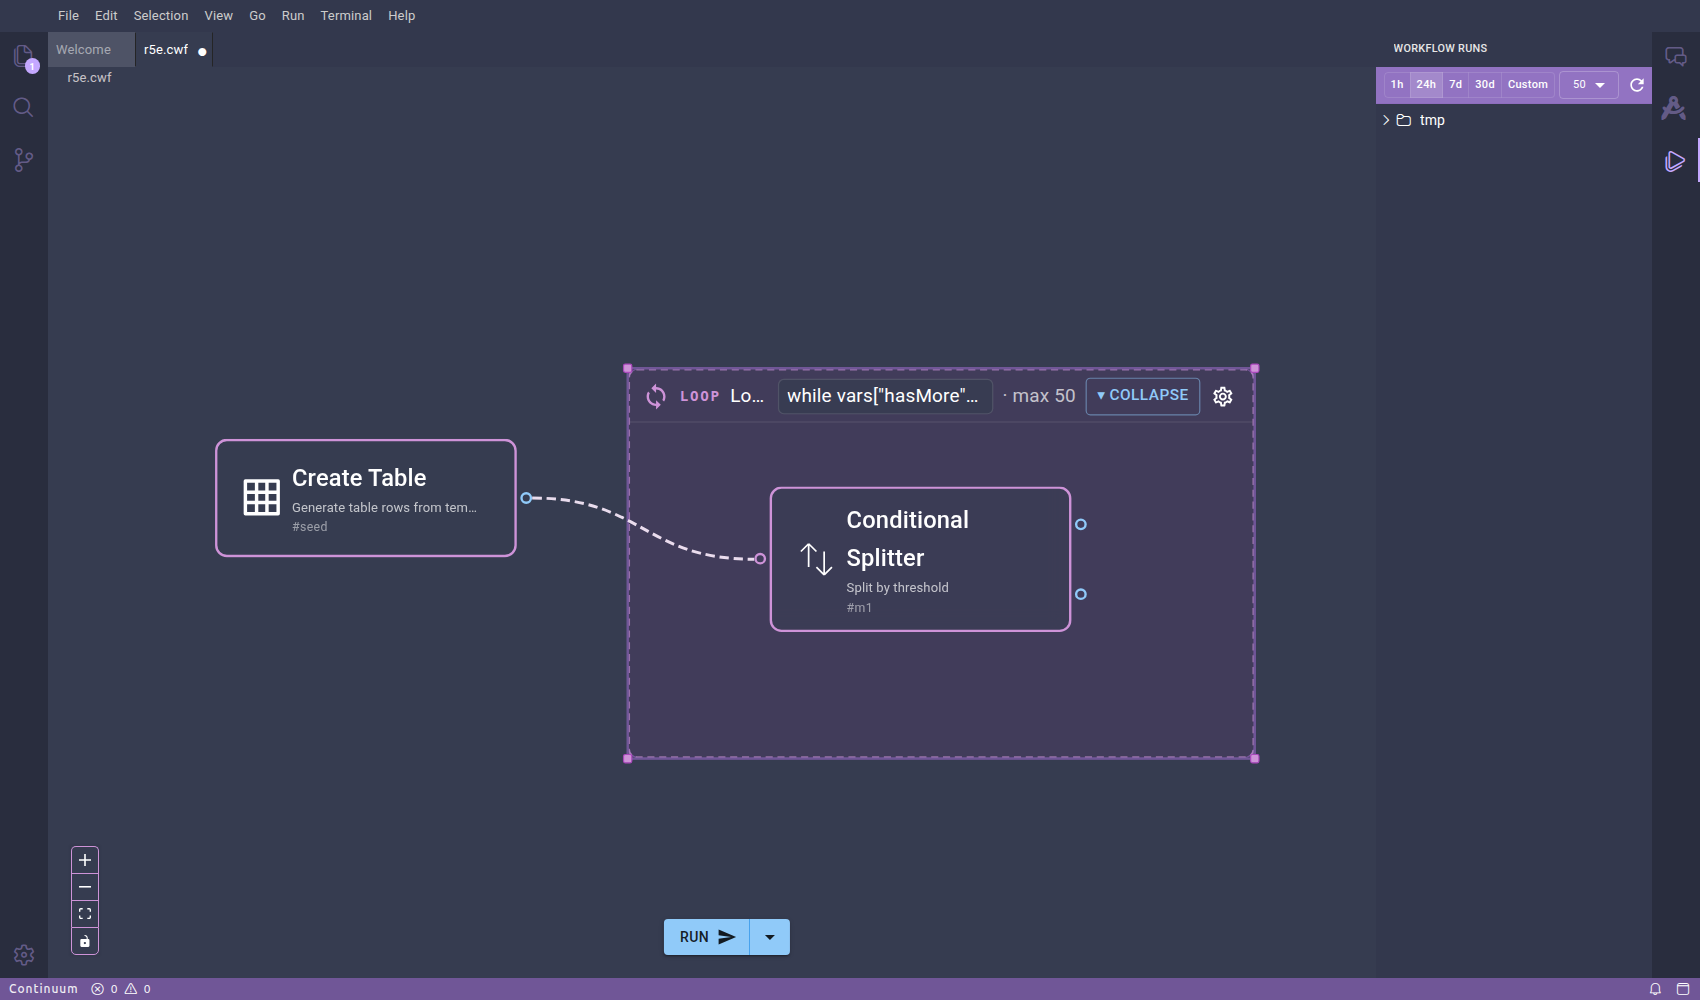 File Edit Selection View Go Run Terminal Help
Welcome r5e.cwf
r5e.cwf
1
WORKFLOW RUNS
1h 24h 7d 30d Custom 50
tmp
LOOP Lo... while vars["hasMore"... · max 50 ▾ COLLAPSE
Create Table
Generate table rows from tem...
#seed
Conditional
Splitter
Split by threshold
#m1
RUN
Continuum 0 0